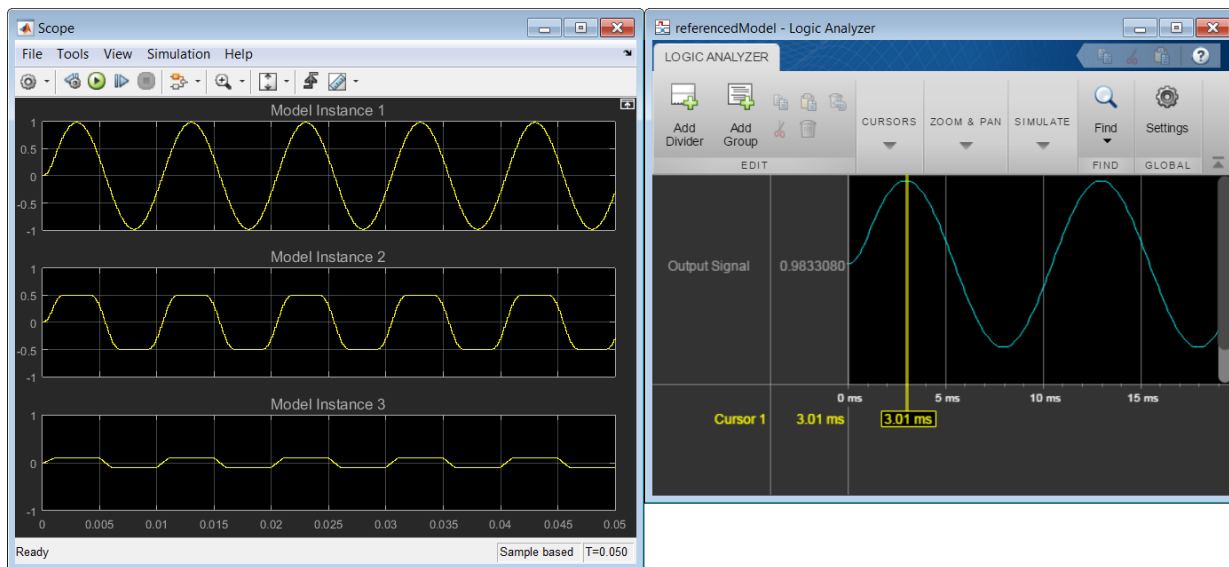 Scope
File Tools View Simulation Help
Model Instance 1
1
0.5
0
-0.5
-1
Model Instance 2
1
0.5
0
-0.5
-1
Model Instance 3
1
0
-1
0 0.005 0.01 0.015 0.02 0.025 0.03 0.035 0.04 0.045 0.05
Ready Sample based T=0.050
referencedModel - Logic Analyzer
LOGIC ANALYZER
?
Add Divider
Add Group
EDIT
CURSORS
ZOOM & PAN
SIMULATE
Find
FIND
Settings
GLOBAL
Output Signal 0.9833080
0 ms 5 ms 10 ms 15 ms
Cursor 1 3.01 ms 3.01 ms